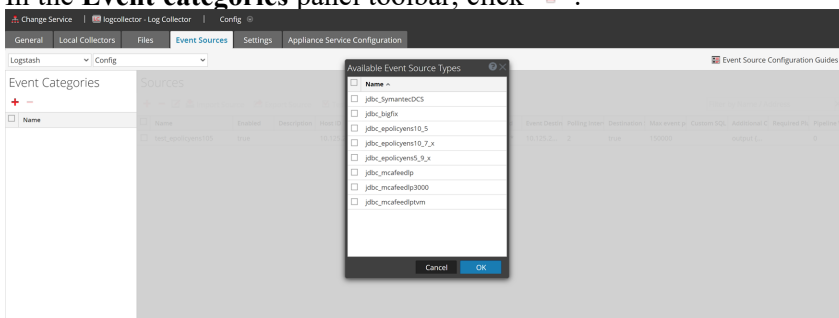 In the Event categories panel toolbar, click + .
Change Service | logcollector - Log Collector | Config
General Local Collectors Files Event Sources Settings Appliance Service Configuration
Logstash Config Event Source Configuration Guides
Event Categories
Sources
Name
Available Event Source Types
Name
jdbc_SymantecDCS
jdbc_bigfix
jdbc_epolicyens10_5
jdbc_epolicyens10_7_x
jdbc_epolicyens5_9_x
jdbc_mcafeedlp
jdbc_mcafeedlp3000
jdbc_mcafeedlptvm
Cancel OK